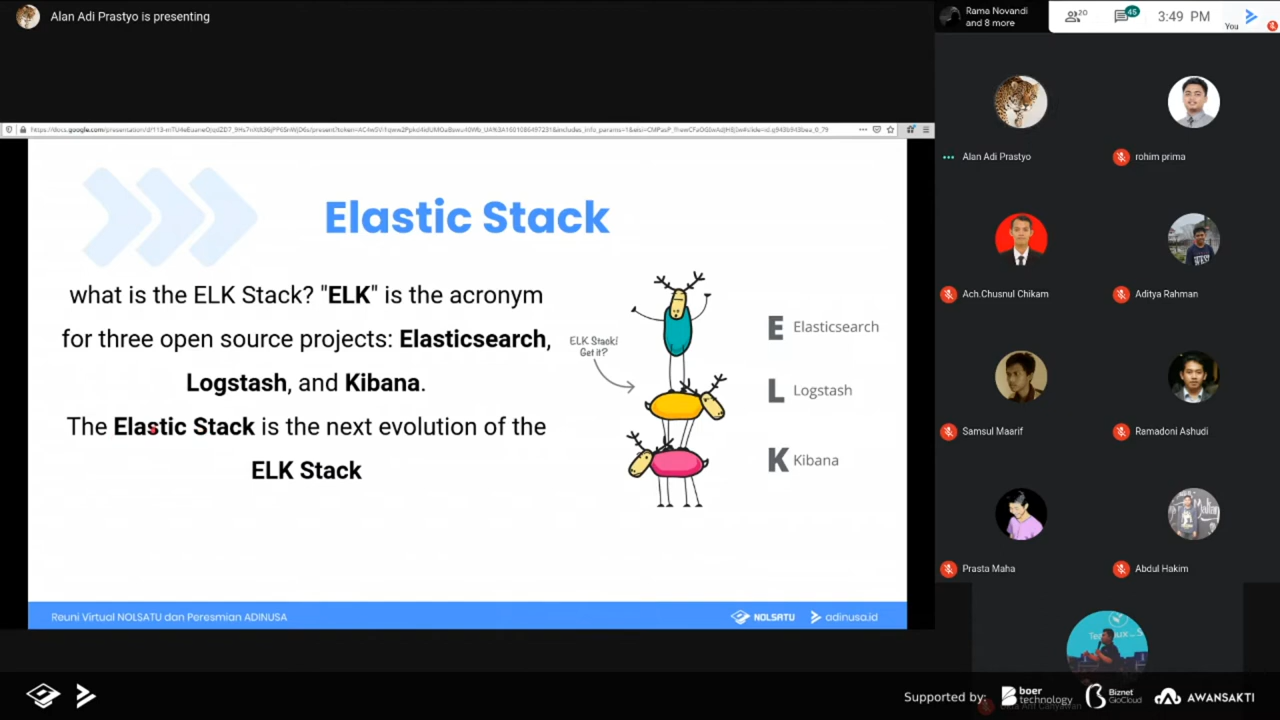 Alan Adi Prastyo is presenting
Rama Novandi
and 8 more
20
45
3:49 PM
You
Elastic Stack
what is the ELK Stack? "ELK" is the acronym
for three open source projects: Elasticsearch,
Logstash, and Kibana.
The Elastic Stack is the next evolution of the
ELK Stack
ELK Stack!
Get it?
E Elasticsearch
L Logstash
K Kibana
Reuni Virtual NOLSATU dan Peresmian ADINUSA
NOLSATU
adinusa.id
Alan Adi Prastyo
rohim prima
Ach.Chusnul Chikam
Aditya Rahman
Samsul Maarif
Ramadoni Ashudi
Prasta Maha
Abdul Hakim
Supported by:
boer
technology
Biznet
GioCloud
AWANSAKTI